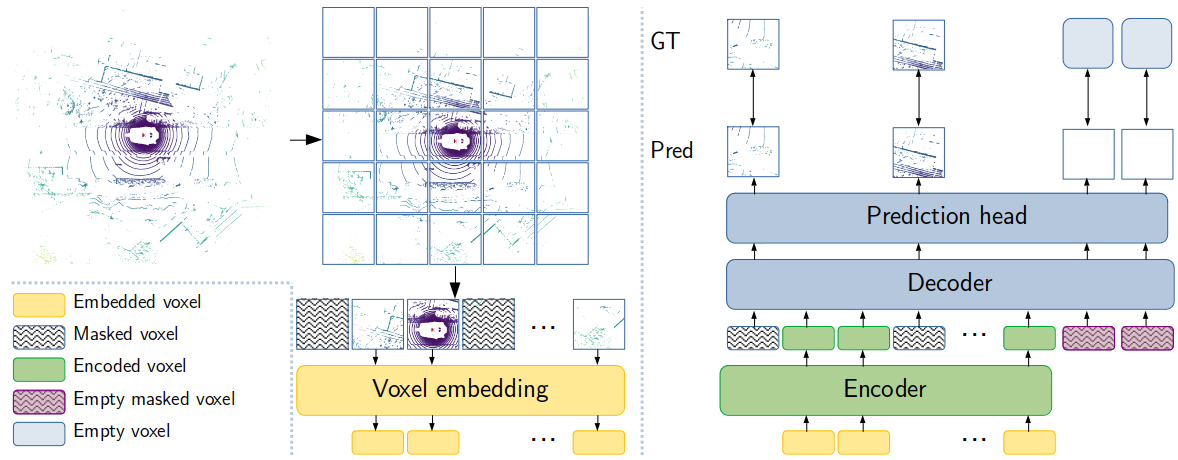 Embedded voxel
Masked voxel
Encoded voxel
Empty masked voxel
Empty voxel
...
Voxel embedding
...
GT
Pred
Prediction head
Decoder
...
Encoder
...